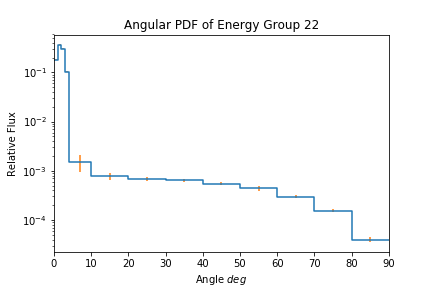 Angular PDF of Energy Group 22
Relative Flux
10⁻¹
10⁻²
10⁻³
10⁻⁴
0 10 20 30 40 50 60 70 80 90
Angle deg